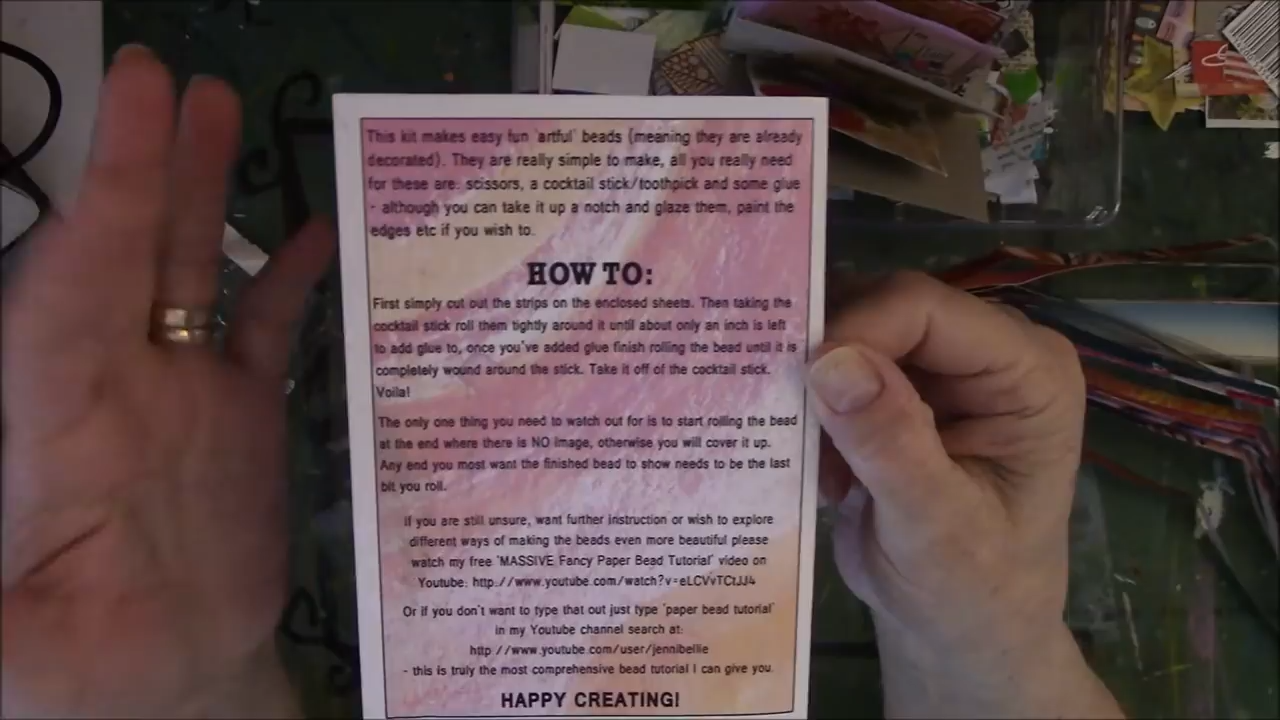 This kit makes easy fun 'artful' beads (meaning they are already
decorated). They are really simple to make, all you really need
for these are: scissors, a cocktail stick/toothpick and some glue
- although you can take it up a notch and glaze them, paint the
edges etc if you wish to.
HOW TO:
First simply cut out the strips on the enclosed sheets. Then taking the
cocktail stick roll them tightly around it until about only an inch is left
to add glue to, once you've added glue finish rolling the bead until it is
completely wound around the stick. Take it off of the cocktail stick.
Voila!
The only one thing you need to watch out for is to start rolling the bead
at the end where there is NO image, otherwise you will cover it up.
Any end you most want the finished bead to show needs to be the last
bit you roll.
If you are still unsure, want further instruction or wish to explore
different ways of making the beads even more beautiful please
watch my free 'MASSIVE Fancy Paper Bead Tutorial' video on
Youtube: http://www.youtube.com/watch?v=eLCVvTCtJJ4
Or if you don't want to type that out just type 'paper bead tutorial'
in my Youtube channel search at:
http://www.youtube.com/user/jennibellie
- this is truly the most comprehensive bead tutorial I can give you.
HAPPY CREATING!